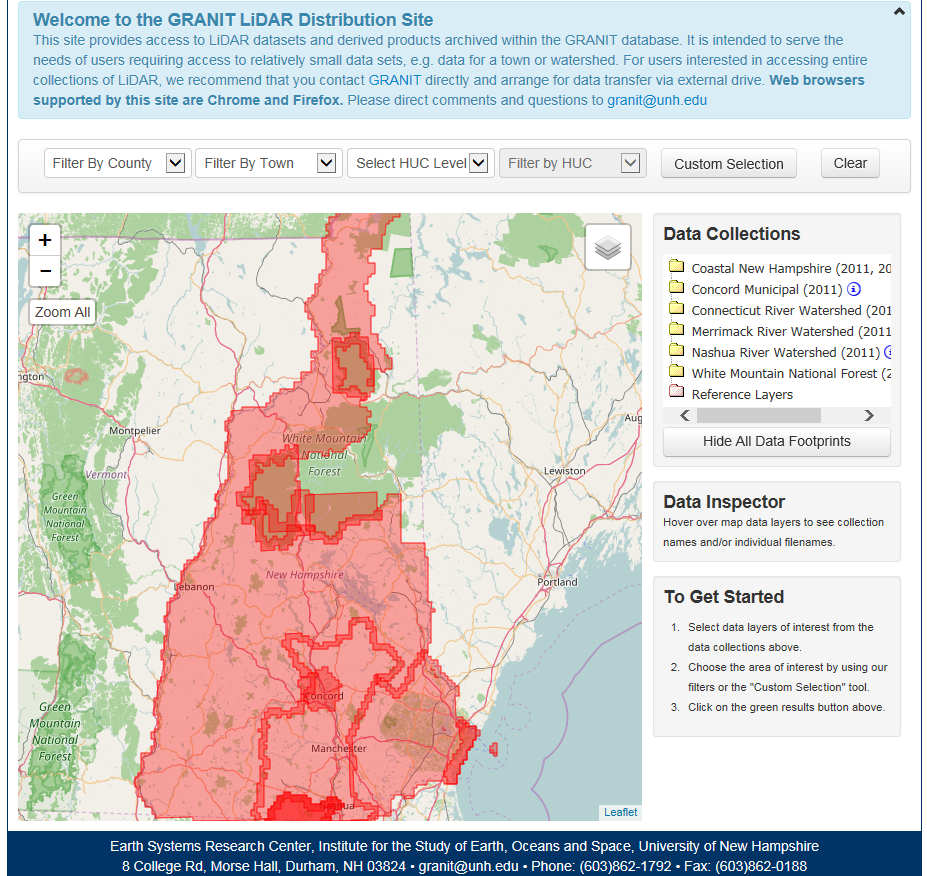 Welcome to the GRANIT LiDAR Distribution Site
This site provides access to LiDAR datasets and derived products archived within the GRANIT database. It is intended to serve the
needs of users requiring access to relatively small data sets, e.g. data for a town or watershed. For users interested in accessing entire
collections of LiDAR, we recommend that you contact GRANIT directly and arrange for data transfer via external drive. Web browsers
supported by this site are Chrome and Firefox. Please direct comments and questions to granit@unh.edu
Filter By County
Filter By Town
Select HUC Level
Filter by HUC
Custom Selection
Clear
+
−
Zoom All
ngton
Montpelier
Vermont
Green
Mountain
National
Forest
White Mountain
National
Forest
Aug
Lewiston
Lebanon
New Hampshire
Portland
Concord
Green
Mountain
National
Forest
Manchester
Nashua
Leaflet
Data Collections
Coastal New Hampshire (2011, 20
Concord Municipal (2011)
Connecticut River Watershed (201
Merrimack River Watershed (2011
Nashua River Watershed (2011)
White Mountain National Forest (2
Reference Layers
Hide All Data Footprints
Data Inspector
Hover over map data layers to see collection
names and/or individual filenames.
To Get Started
1. Select data layers of interest from the
data collections above.
2. Choose the area of interest by using our
filters or the "Custom Selection" tool.
3. Click on the green results button above.
Earth Systems Research Center, Institute for the Study of Earth, Oceans and Space, University of New Hampshire
8 College Rd, Morse Hall, Durham, NH 03824 • granit@unh.edu • Phone: (603)862-1792 • Fax: (603)862-0188